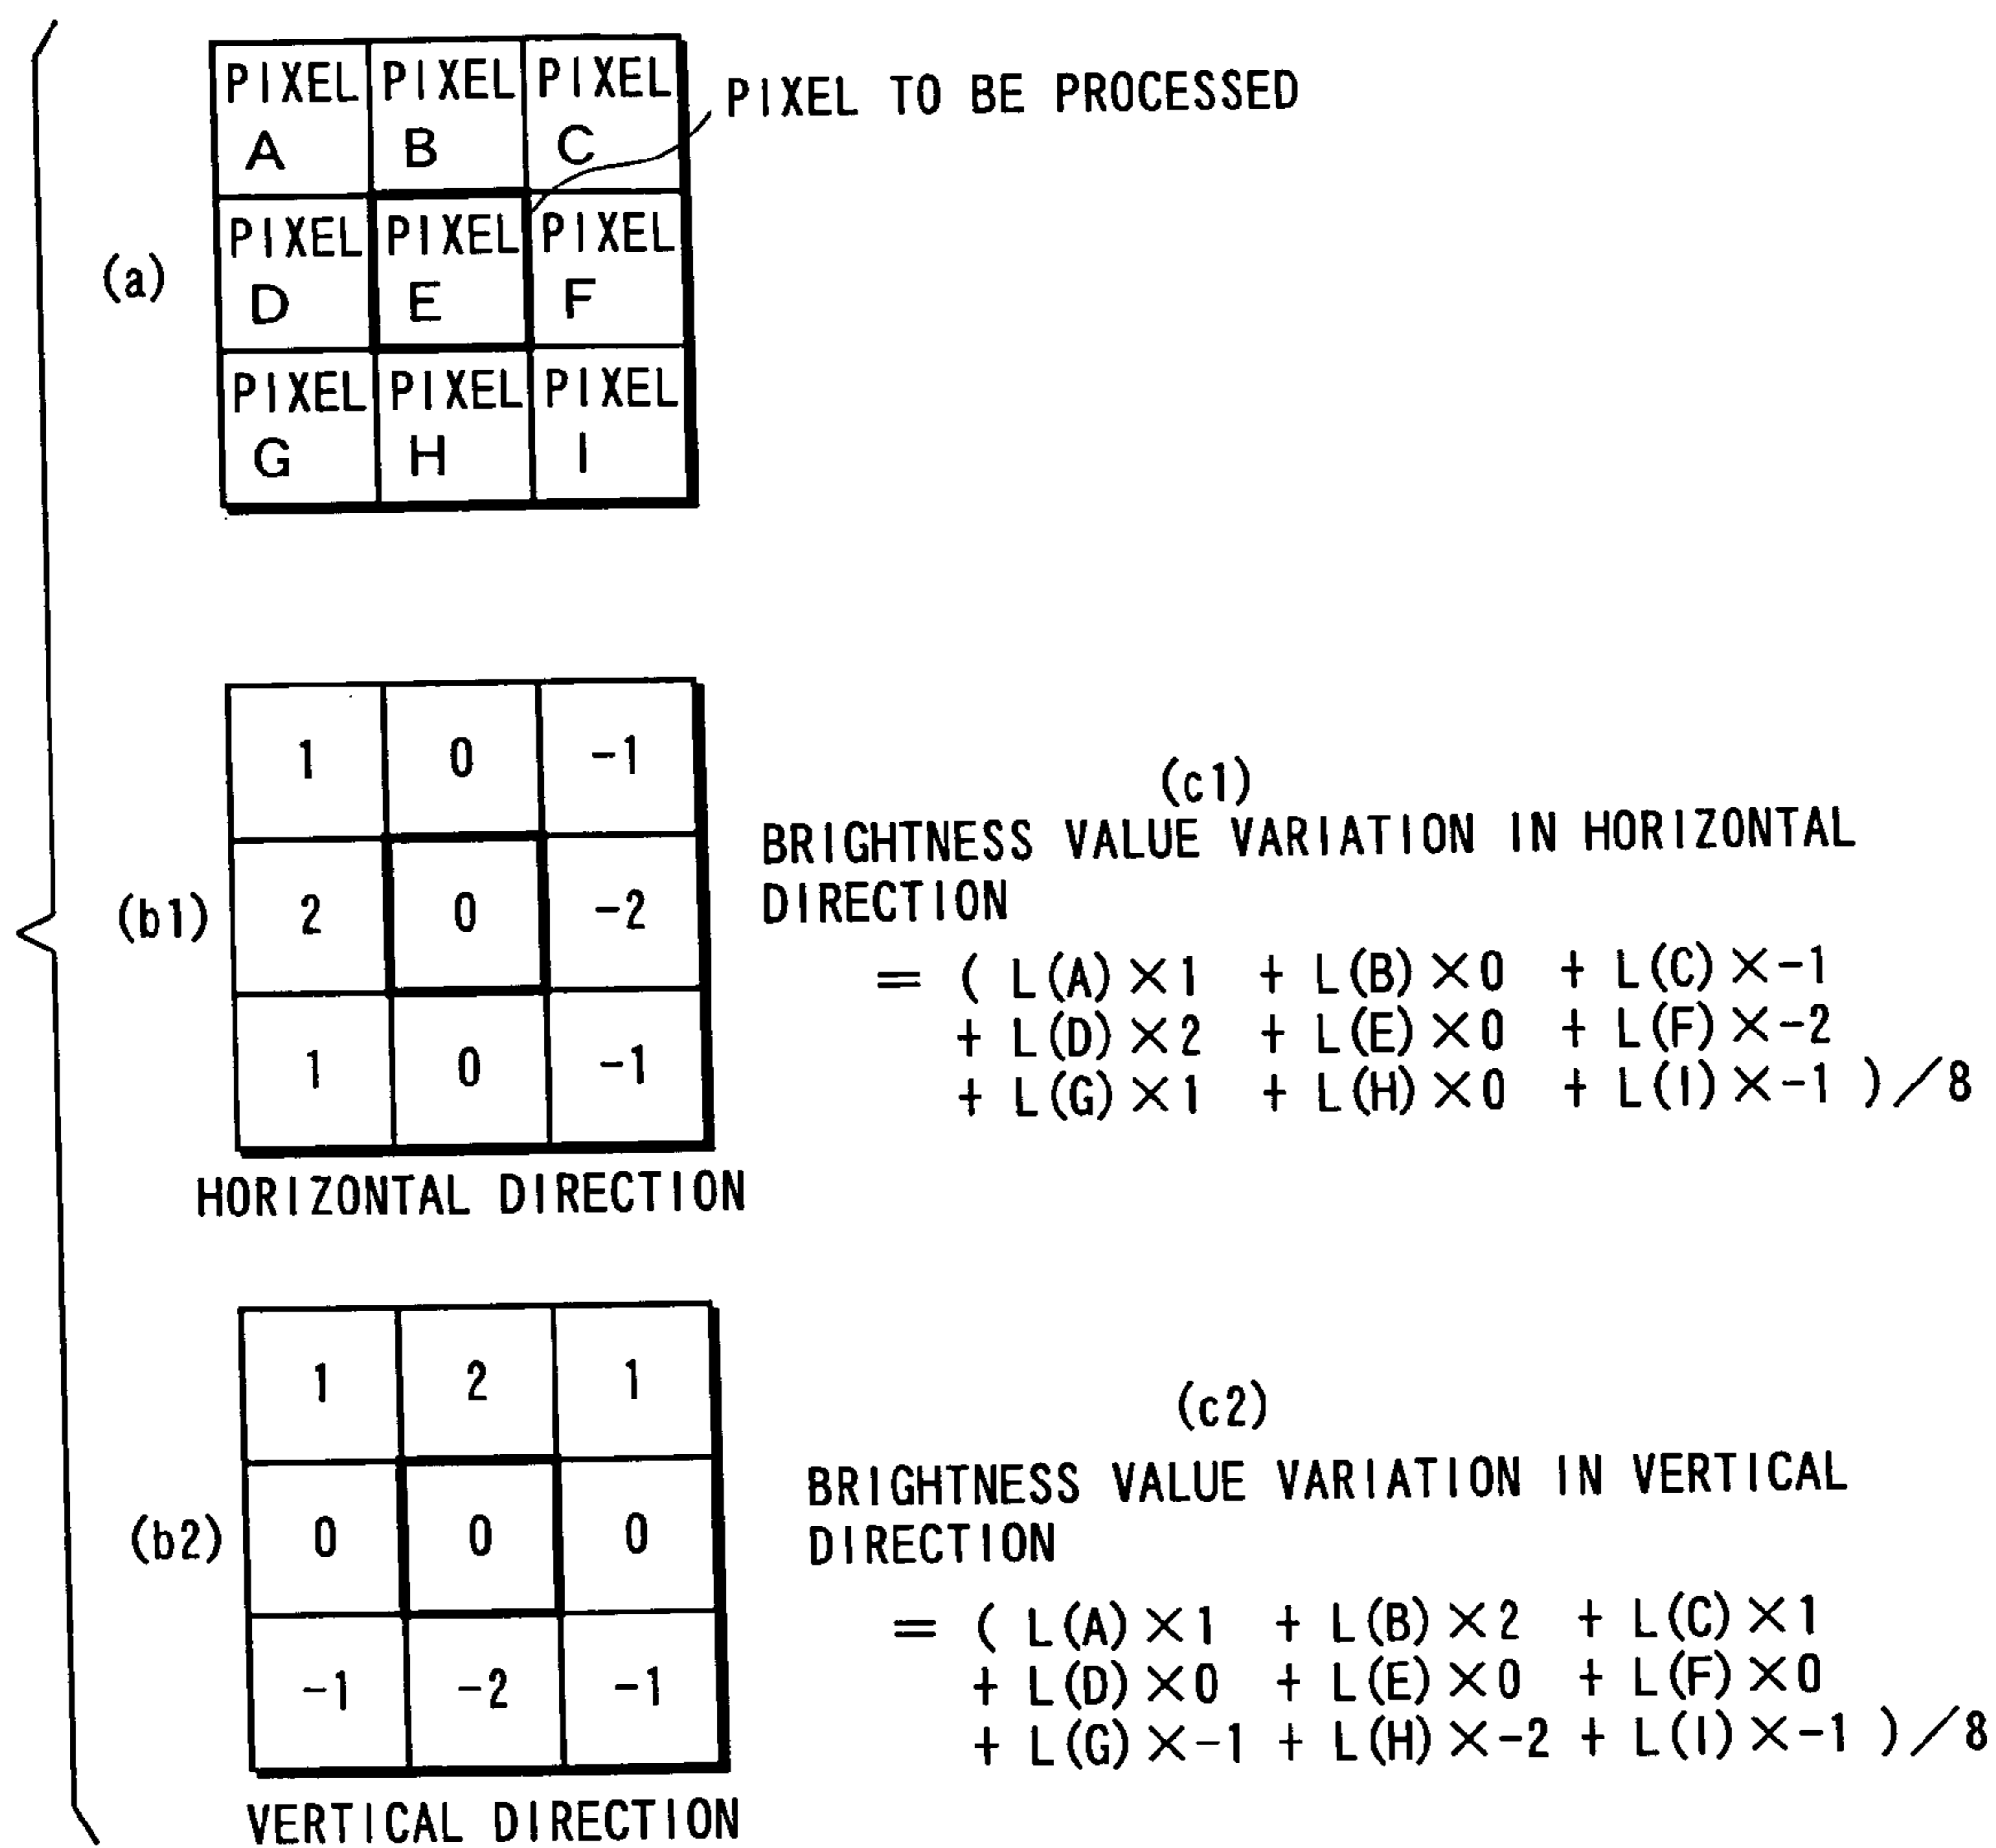 PIXEL PIXEL PIXEL
A B C
PIXEL TO BE PROCESSED
(a)
PIXEL PIXEL PIXEL
D E F
PIXEL PIXEL PIXEL
G H I
(b1)
1 0 -1
2 0 -2
1 0 -1
HORIZONTAL DIRECTION
(c1)
BRIGHTNESS VALUE VARIATION IN HORIZONTAL
DIRECTION
= ( L(A)×1 + L(B)×0 + L(C)×-1
+ L(D)×2 + L(E)×0 + L(F)×-2
+ L(G)×1 + L(H)×0 + L(I)×-1 )/8
(b2)
1 2 1
0 0 0
-1 -2 -1
VERTICAL DIRECTION
(c2)
BRIGHTNESS VALUE VARIATION IN VERTICAL
DIRECTION
= ( L(A)×1 + L(B)×2 + L(C)×1
+ L(D)×0 + L(E)×0 + L(F)×0
+ L(G)×-1 + L(H)×-2 + L(I)×-1 )/8